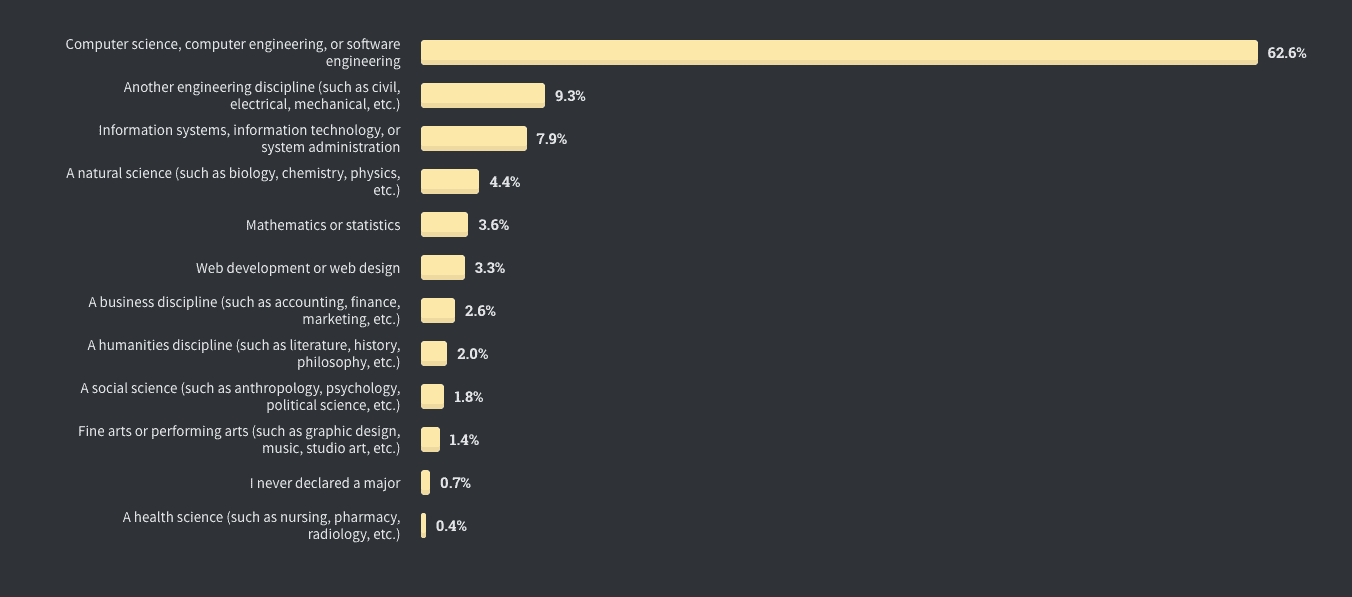 Computer science, computer engineering, or software
engineering
62.6%
Another engineering discipline (such as civil,
electrical, mechanical, etc.)
9.3%
Information systems, information technology, or
system administration
7.9%
A natural science (such as biology, chemistry, physics,
etc.)
4.4%
Mathematics or statistics
3.6%
Web development or web design
3.3%
A business discipline (such as accounting, finance,
marketing, etc.)
2.6%
A humanities discipline (such as literature, history,
philosophy, etc.)
2.0%
A social science (such as anthropology, psychology,
political science, etc.)
1.8%
Fine arts or performing arts (such as graphic design,
music, studio art, etc.)
1.4%
I never declared a major
0.7%
A health science (such as nursing, pharmacy,
radiology, etc.)
0.4%